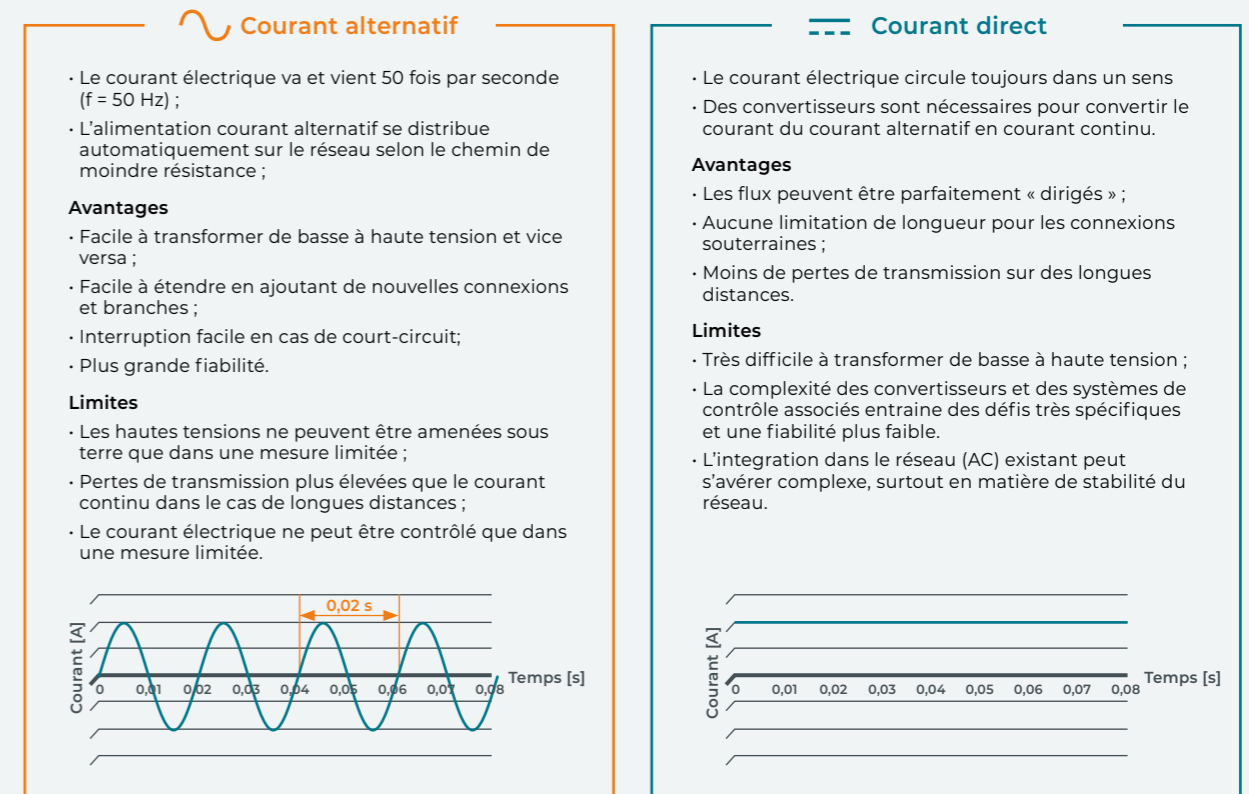 Courant alternatif
· Le courant électrique va et vient 50 fois par seconde
(f = 50 Hz) ;
· L'alimentation courant alternatif se distribue
automatiquement sur le réseau selon le chemin de
moindre résistance ;
Avantages
· Facile à transformer de basse à haute tension et vice
versa ;
· Facile à étendre en ajoutant de nouvelles connexions
et branches ;
· Interruption facile en cas de court-circuit;
· Plus grande fiabilité.
Limites
· Les hautes tensions ne peuvent être amenées sous
terre que dans une mesure limitée ;
· Pertes de transmission plus élevées que le courant
continu dans le cas de longues distances ;
· Le courant électrique ne peut être contrôlé que dans
une mesure limitée.
0,02 s
Courant [A]
0 0,01 0,02 0,03 0,04 0,05 0,06 0,07 0,08
Temps [s]
Courant direct
· Le courant électrique circule toujours dans un sens
· Des convertisseurs sont nécessaires pour convertir le
courant du courant alternatif en courant continu.
Avantages
· Les flux peuvent être parfaitement « dirigés » ;
· Aucune limitation de longueur pour les connexions
souterraines ;
· Moins de pertes de transmission sur des longues
distances.
Limites
· Très difficile à transformer de basse à haute tension ;
· La complexité des convertisseurs et des systèmes de
contrôle associés entraine des défis très spécifiques
et une fiabilité plus faible.
· L'integration dans le réseau (AC) existant peut
s'avérer complexe, surtout en matière de stabilité du
réseau.
Courant [A]
0 0,01 0,02 0,03 0,04 0,05 0,06 0,07 0,08
Temps [s]